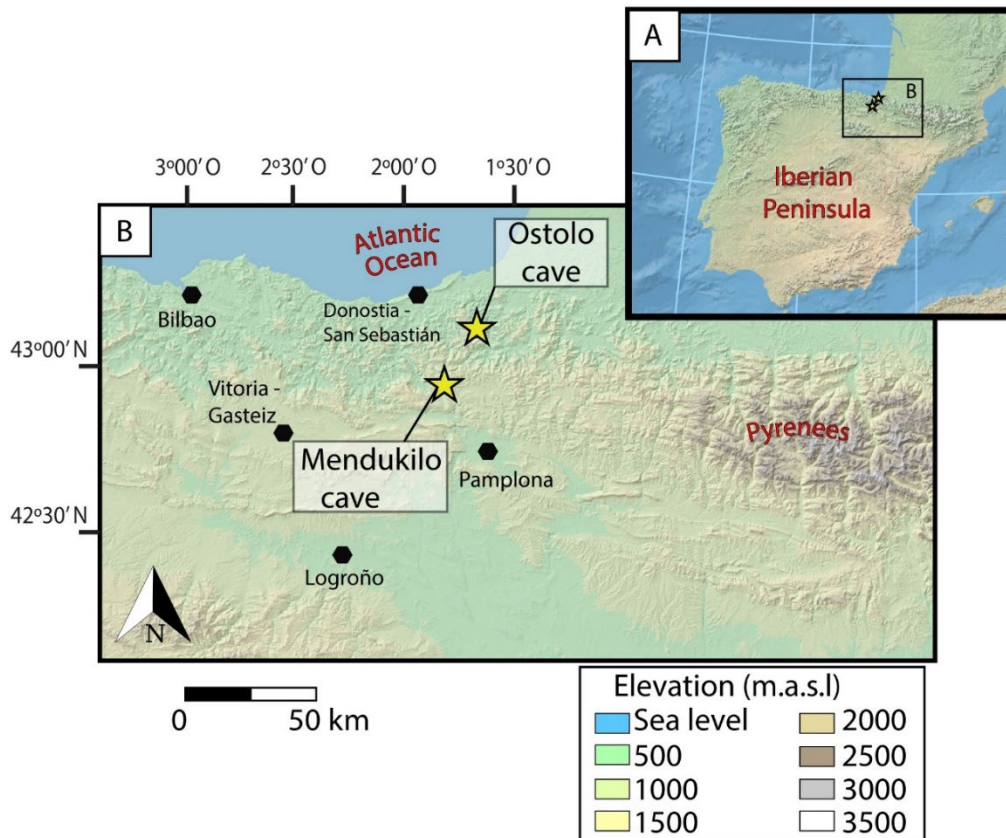 A
B
Iberian
Peninsula
3º00'O
2º30'O
2º00'O
1º30'O
B
Atlantic
Ocean
Ostolo
cave
Bilbao
Donostia -
San Sebastián
43º00'N
Vitoria -
Gasteiz
Mendukilo
cave
Pamplona
Pyrenees
42º30'N
Logroño
N
0 50 km
Elevation (m.a.s.l)
Sea level
500
1000
1500
2000
2500
3000
3500